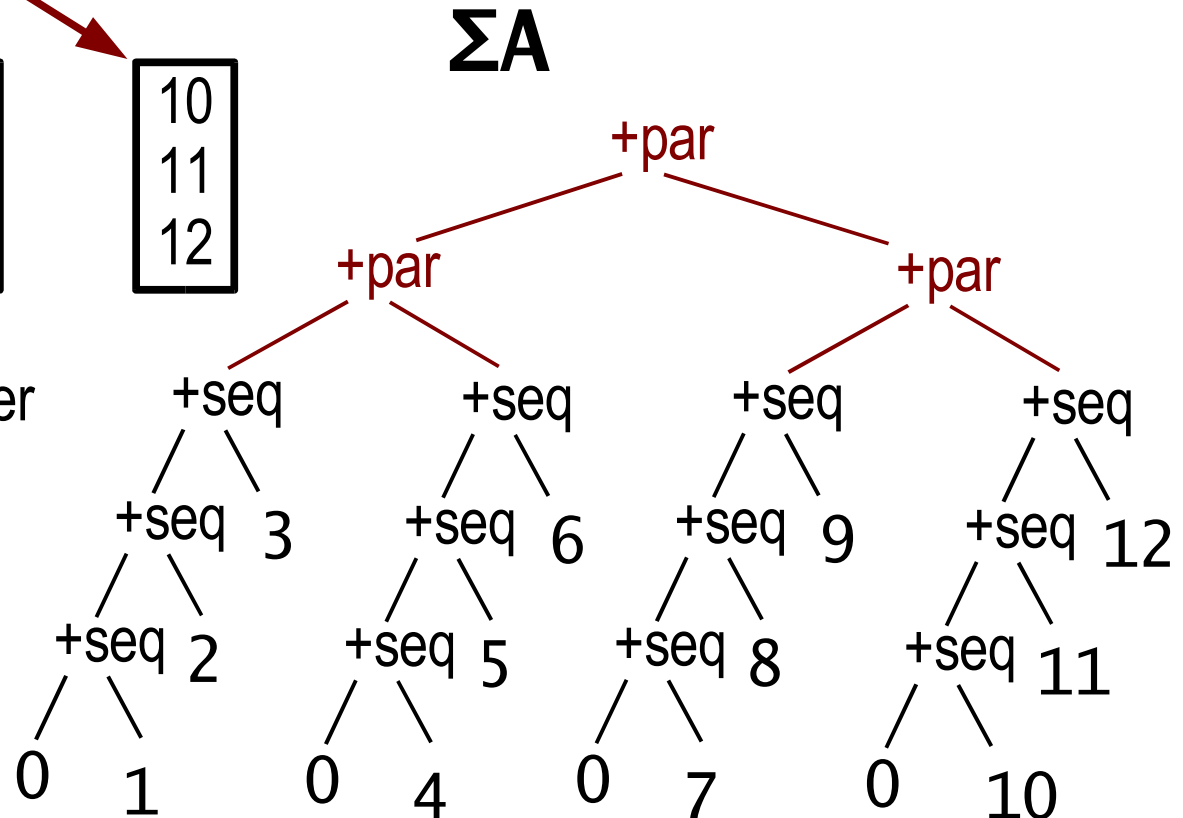 ΣA
10
11
12
+par
+par +par
er
+seq +seq +seq +seq
+seq 3 +seq 6 +seq 9 +seq 12
+seq 2 +seq 5 +seq 8 +seq 11
0 1 0 4 0 7 0 10